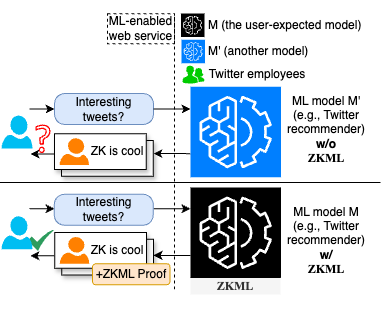 ML-enabled
web service
M (the user-expected model)
M' (another model)
Twitter employees
Interesting
tweets?
?
ZK is cool
ML model M'
(e.g., Twitter
recommender)
w/o
ZKML
Interesting
tweets?
ZK is cool
+ZKML Proof
ZKML
ML model M
(e.g., Twitter
recommender)
w/
ZKML